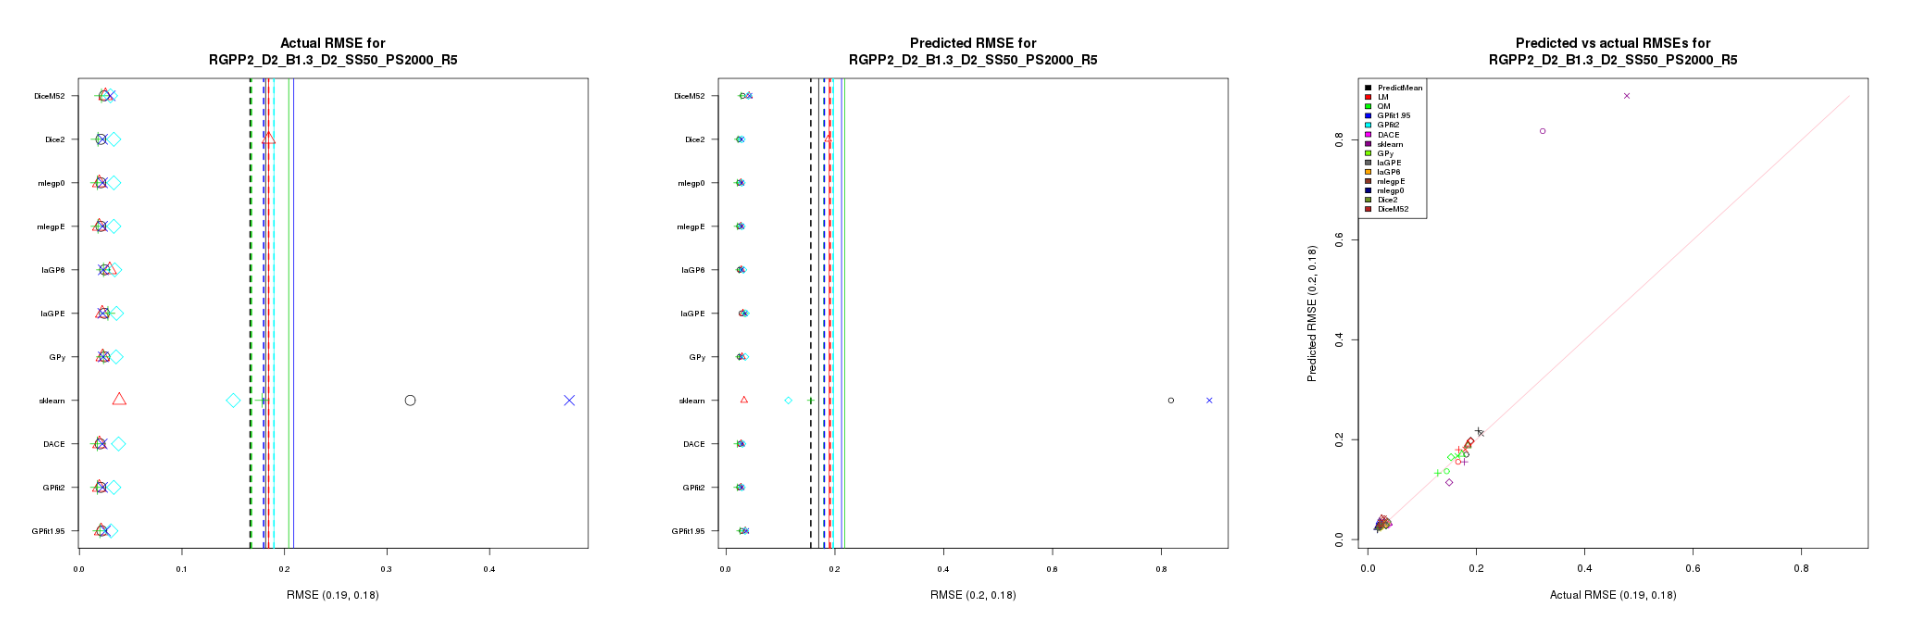 Actual RMSE for
RGPP2_D2_B1.3_D2_SS50_PS2000_R5
DiceM52
Dice2
mlegp0
mlegpE
laGP6
laGPE
GPy
sklearn
DACE
GPfit2
GPfit1.95
0.0 0.1 0.2 0.3 0.4
RMSE (0.19, 0.18)
Predicted RMSE for
RGPP2_D2_B1.3_D2_SS50_PS2000_R5
DiceM52
Dice2
mlegp0
mlegpE
laGP6
laGPE
GPy
sklearn
DACE
GPfit2
GPfit1.95
0.0 0.2 0.4 0.6 0.8
RMSE (0.2, 0.18)
Predicted vs actual RMSEs for
RGPP2_D2_B1.3_D2_SS50_PS2000_R5
PredictMean
LM
QM
GPfit1.95
GPfit2
DACE
sklearn
GPy
laGPE
laGP6
mlegpE
mlegp0
Dice2
DiceM52
Predicted RMSE (0.2, 0.18)
0.8
0.6
0.4
0.2
0.0
0.0 0.2 0.4 0.6 0.8
Actual RMSE (0.19, 0.18)